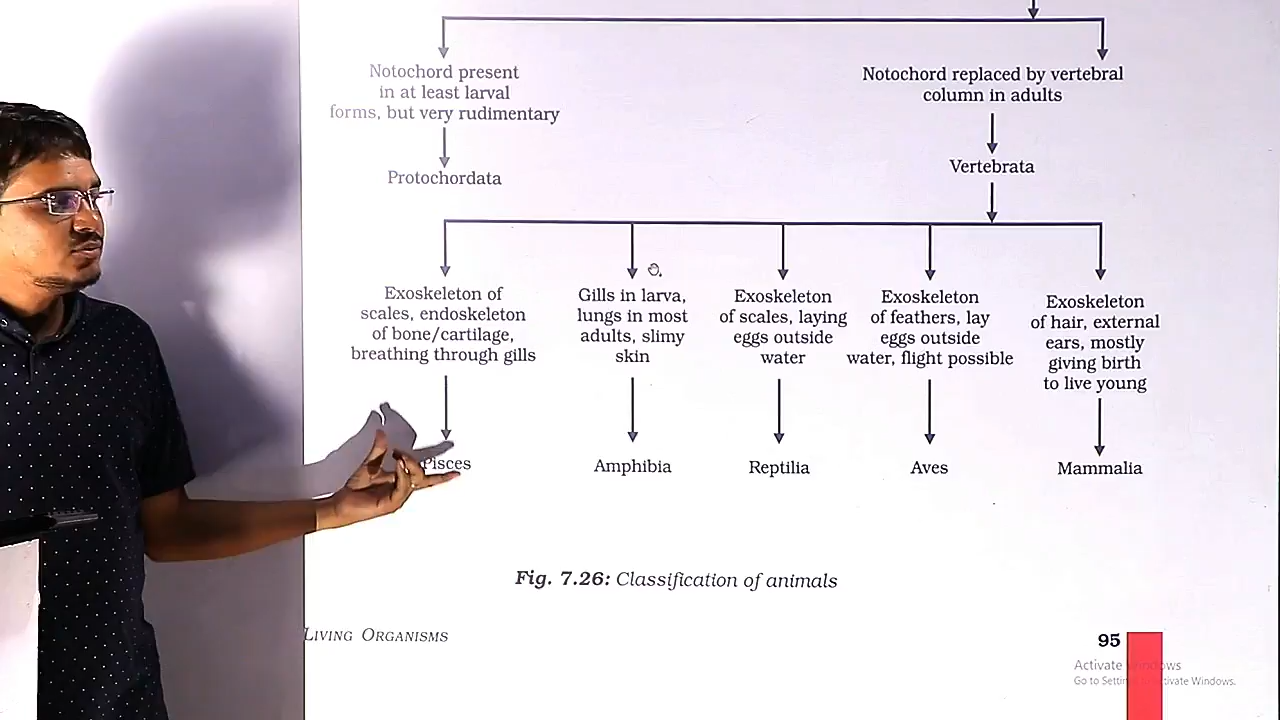 Notochord present
in at least larval
forms, but very rudimentary
Protochordata
Notochord replaced by vertebral
column in adults
Vertebrata
Exoskeleton of
scales, endoskeleton
of bone/cartilage,
breathing through gills
Pisces
Gills in larva,
lungs in most
adults, slimy
skin
Amphibia
Exoskeleton
of scales, laying
eggs outside
water
Reptilia
Exoskeleton
of feathers, lay
eggs outside
water, flight possible
Aves
Exoskeleton
of hair, external
ears, mostly
giving birth
to live young
Mammalia
Fig. 7.26: Classification of animals
LIVING ORGANISMS
95
Activate Windows
Go to Activate Windows.